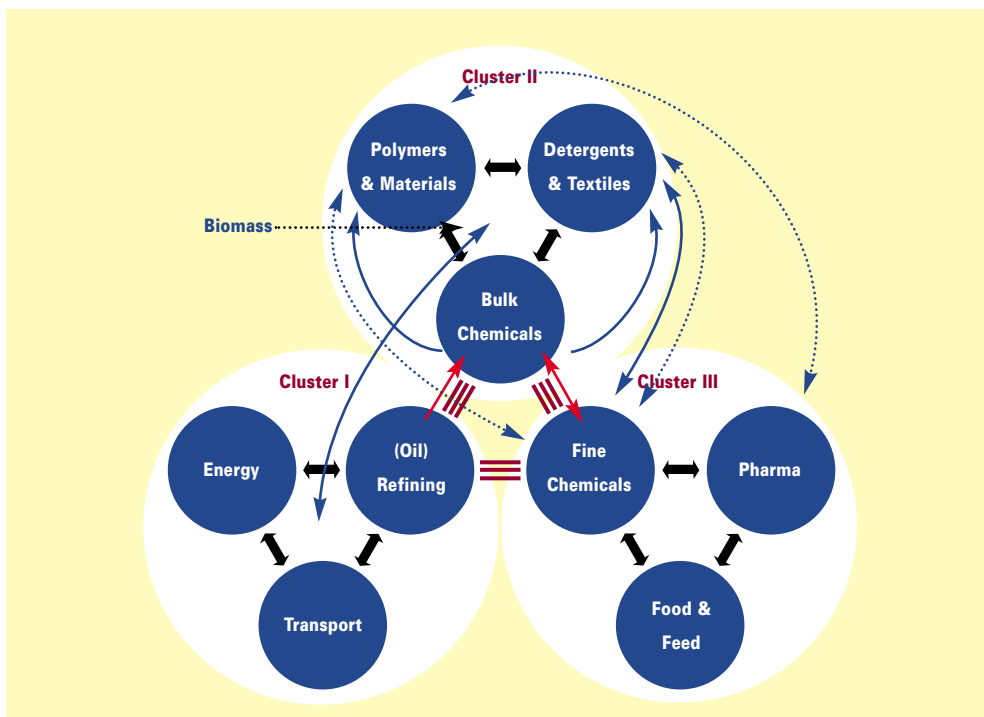 Cluster II
Polymers
& Materials
Detergents
& Textiles
Biomass
Bulk
Chemicals
Cluster I
Cluster III
Energy
(Oil)
Refining
Fine
Chemicals
Pharma
Transport
Food &
Feed